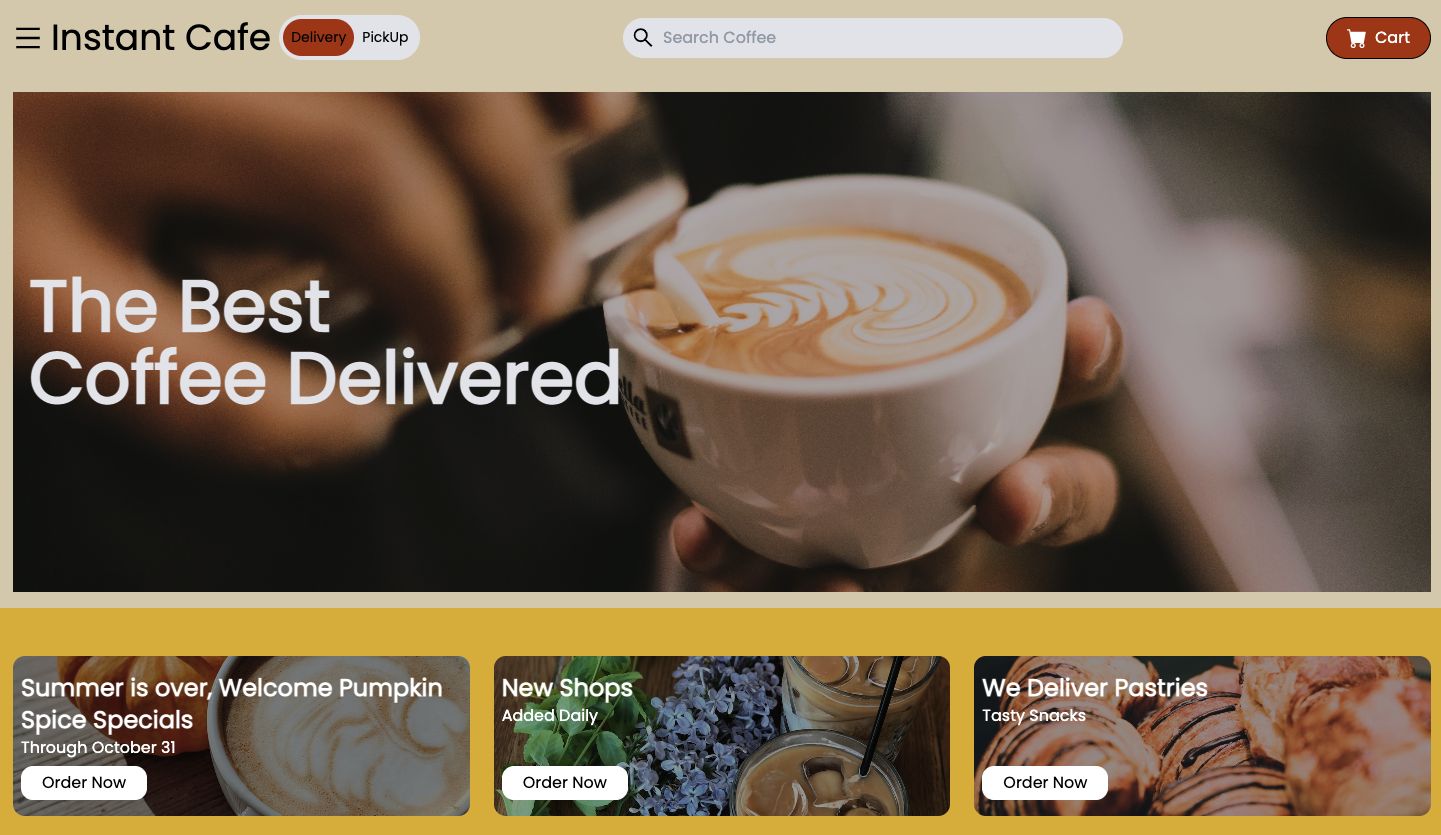 Instant Cafe
Delivery PickUp
Search Coffee
Cart
The Best
Coffee Delivered
Summer is over, Welcome Pumpkin
Spice Specials
Through October 31
Order Now
New Shops
Added Daily
Order Now
We Deliver Pastries
Tasty Snacks
Order Now